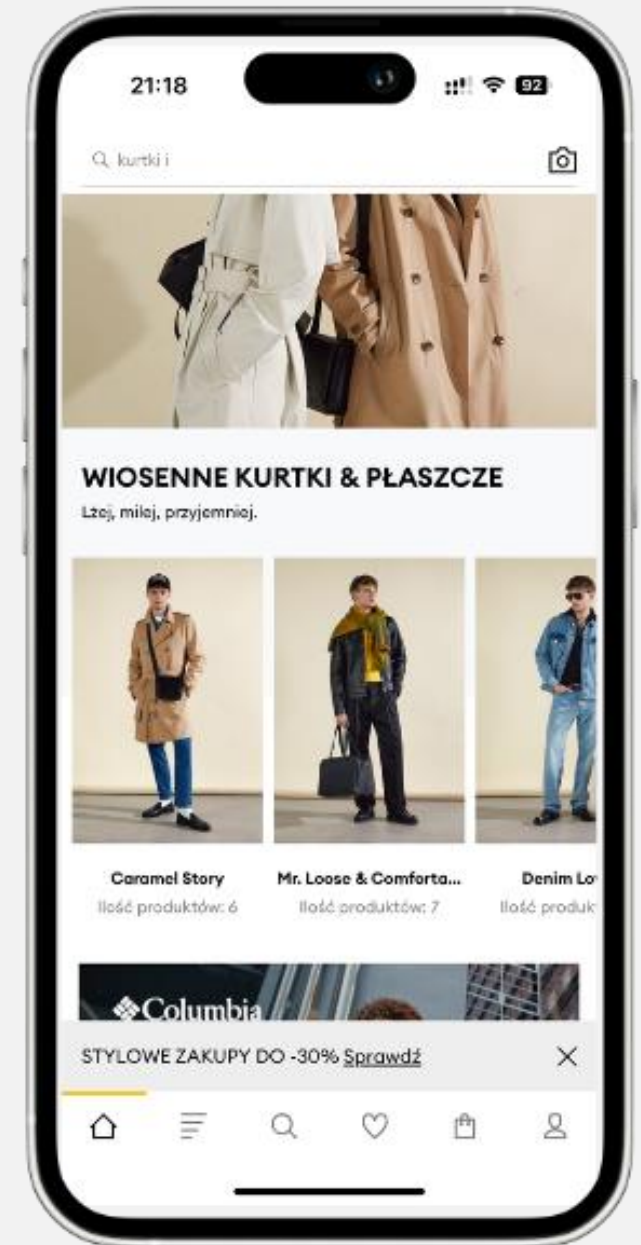 21:18
92
kurtki i
WIOSENNE KURTKI & PŁASZCZE
Lżej, milej, przyjemniej.
Caramel Story
Ilość produktów: 6
Mr. Loose & Comforta...
Ilość produktów: 7
Denim Lo
Ilość produk
Columbia
STYLOWE ZAKUPY DO -30% Sprawdź